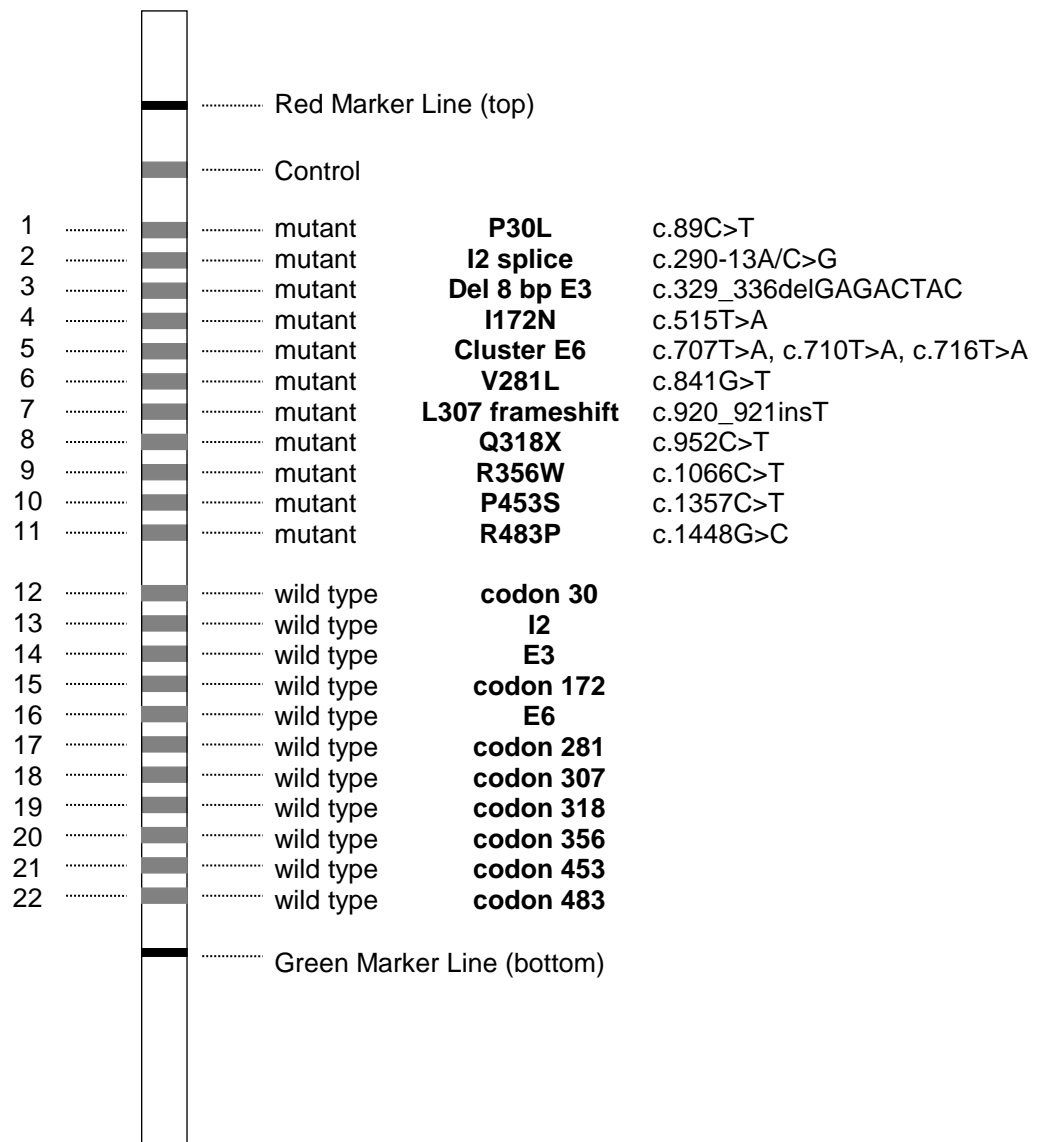 Red Marker Line (top)
Control
1 mutant P30L c.89C>T
2 mutant I2 splice c.290-13A/C>G
3 mutant Del 8 bp E3 c.329_336delGAGACTAC
4 mutant I172N c.515T>A
5 mutant Cluster E6 c.707T>A, c.710T>A, c.716T>A
6 mutant V281L c.841G>T
7 mutant L307 frameshift c.920_921insT
8 mutant Q318X c.952C>T
9 mutant R356W c.1066C>T
10 mutant P453S c.1357C>T
11 mutant R483P c.1448G>C
12 wild type codon 30
13 wild type I2
14 wild type E3
15 wild type codon 172
16 wild type E6
17 wild type codon 281
18 wild type codon 307
19 wild type codon 318
20 wild type codon 356
21 wild type codon 453
22 wild type codon 483
Green Marker Line (bottom)